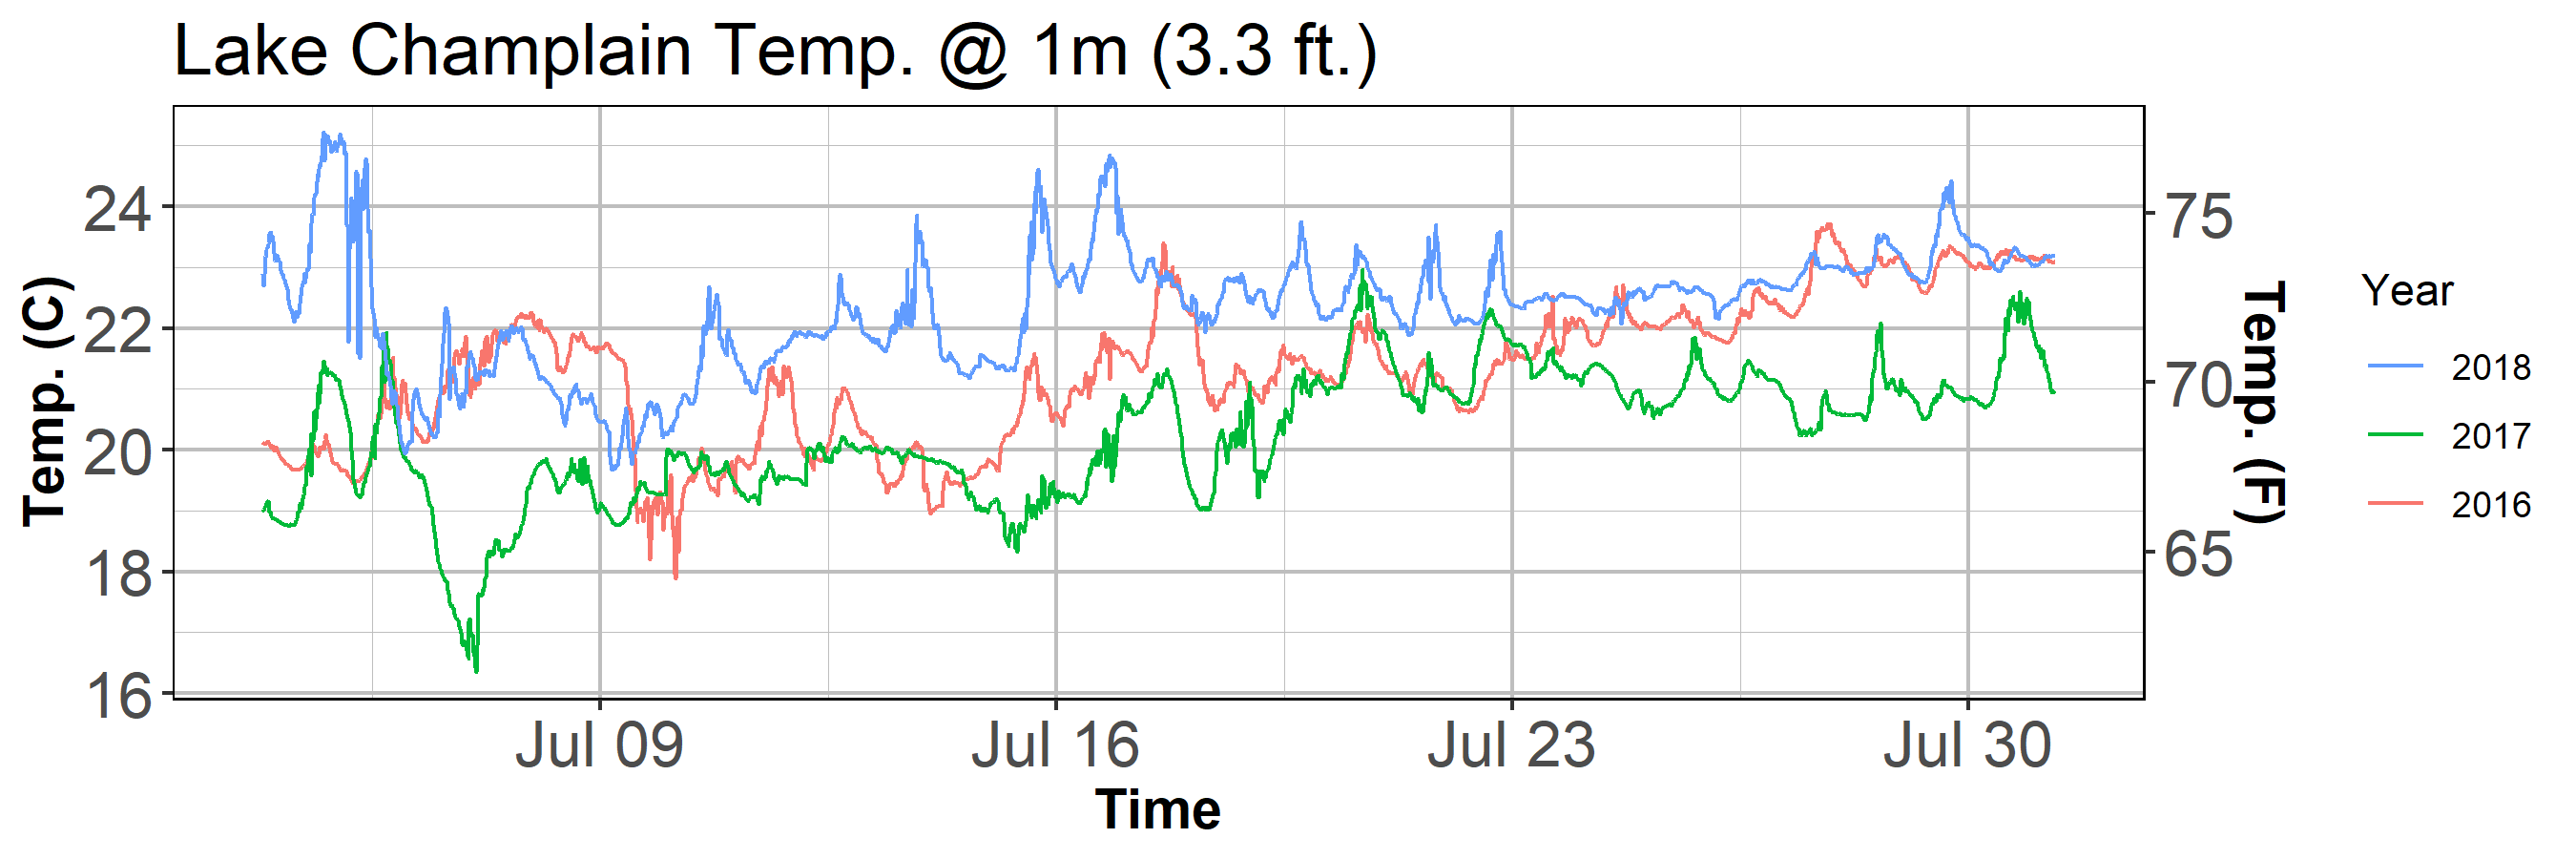 Lake Champlain Temp. @ 1m (3.3 ft.)
Temp. (C)
24
22
20
18
16
75
70
65
Temp. (F)
Jul 09
Jul 16
Jul 23
Jul 30
Time
Year
2018
2017
2016